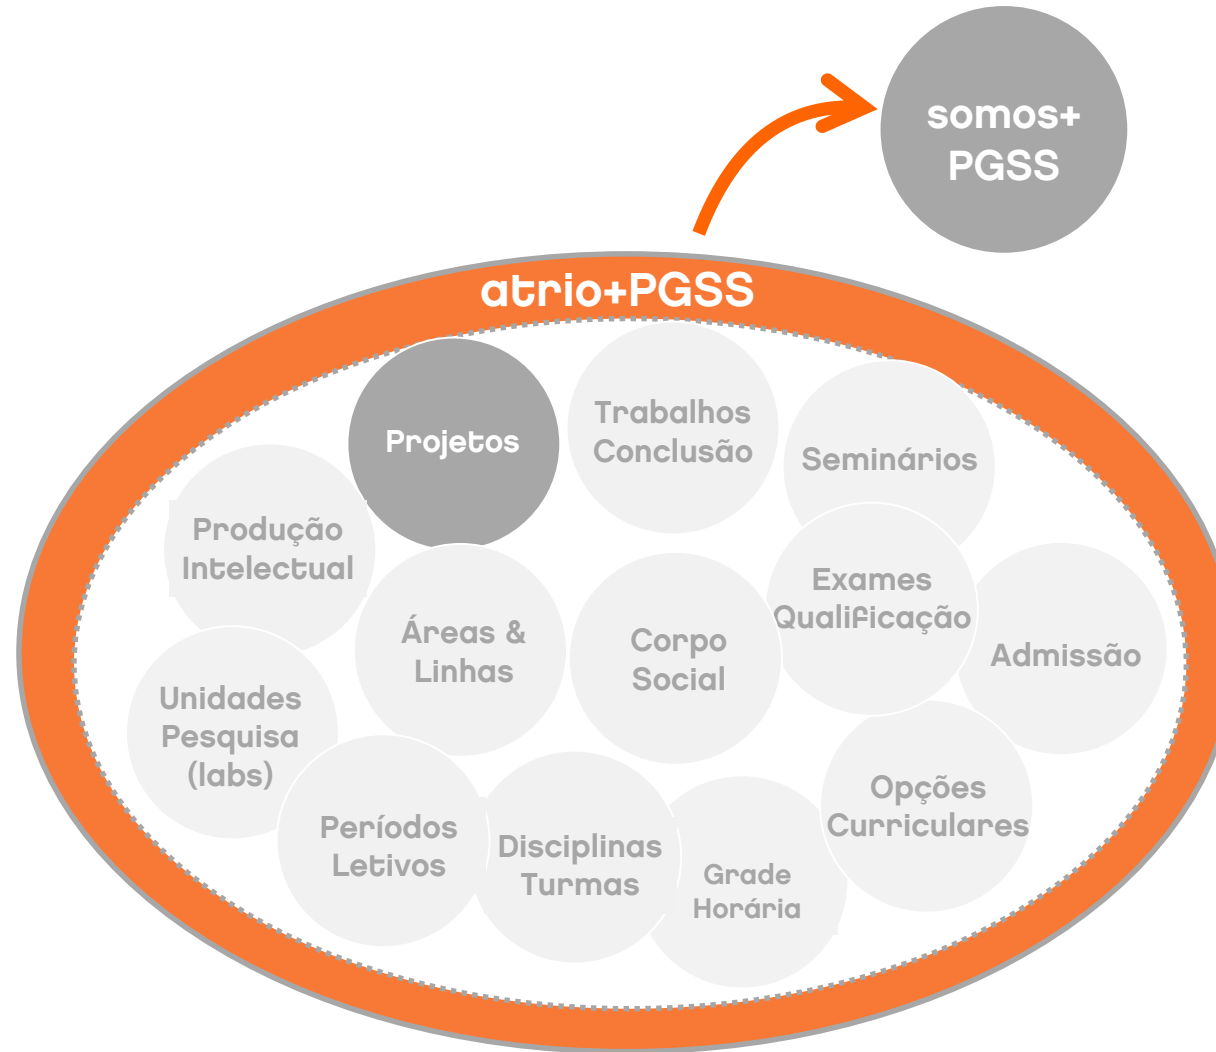 somos+
PGSS
atrio+PGSS
Projetos
Trabalhos
Conclusão
Seminários
Produção
Intelectual
Áreas &
Linhas
Corpo
Social
Exames
Qualificação
Admissão
Unidades
Pesquisa
(labs)
Períodos
Letivos
Disciplinas
Turmas
Grade
Horária
Opções
Curriculares